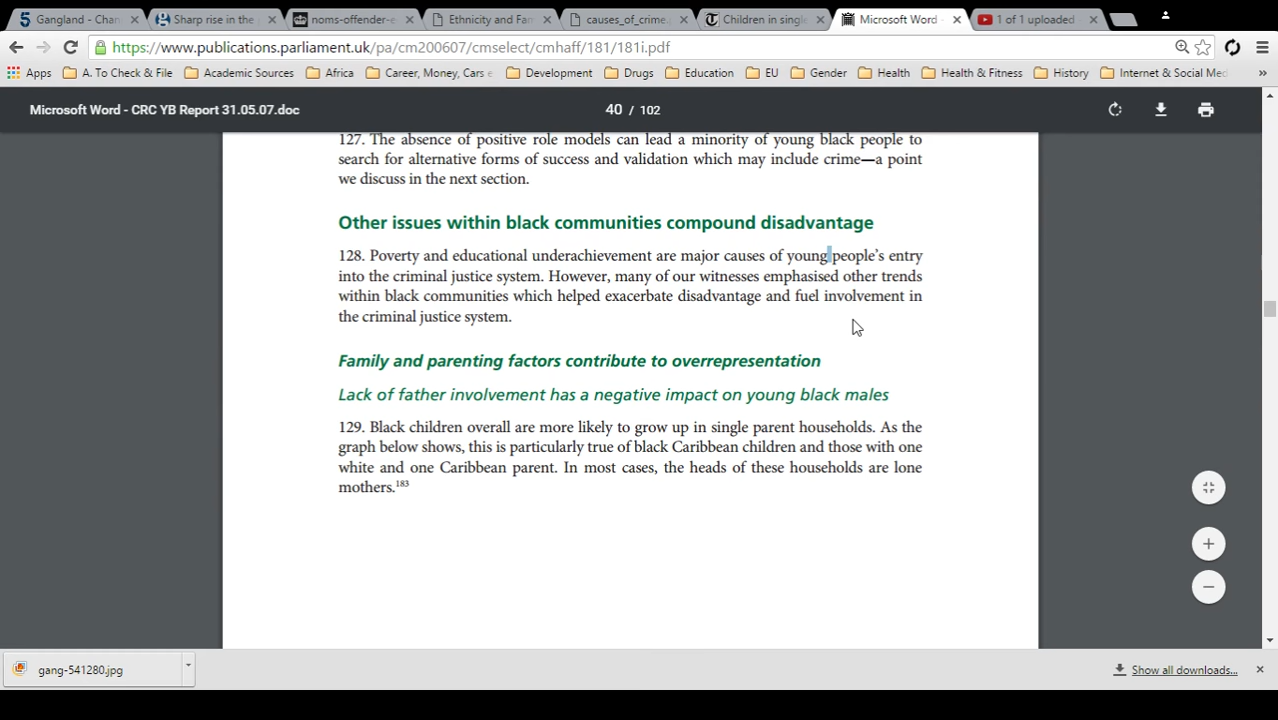 Gangland - Chan
Sharp rise in the
noms-offender-e
Ethnicity and Fan
causes_of_crime.
Children in single
Microsoft Word -
1 of 1 uploaded
https://www.publications.parliament.uk/pa/cm200607/cmselect/cmhaff/181/181i.pdf
Apps A. To Check & File Academic Sources Africa Career, Money, Cars e Development Drugs Education EU Gender Health Health & Fitness History Internet & Social Med »
Microsoft Word - CRC YB Report 31.05.07.doc
40 / 102
127. The absence of positive role models can lead a minority of young black people to
search for alternative forms of success and validation which may include crime—a point
we discuss in the next section.
Other issues within black communities compound disadvantage
128. Poverty and educational underachievement are major causes of young people’s entry
into the criminal justice system. However, many of our witnesses emphasised other trends
within black communities which helped exacerbate disadvantage and fuel involvement in
the criminal justice system.
Family and parenting factors contribute to overrepresentation
Lack of father involvement has a negative impact on young black males
129. Black children overall are more likely to grow up in single parent households. As the
graph below shows, this is particularly true of black Caribbean children and those with one
white and one Caribbean parent. In most cases, the heads of these households are lone
mothers.183
gang-541280.jpg
Show all downloads...